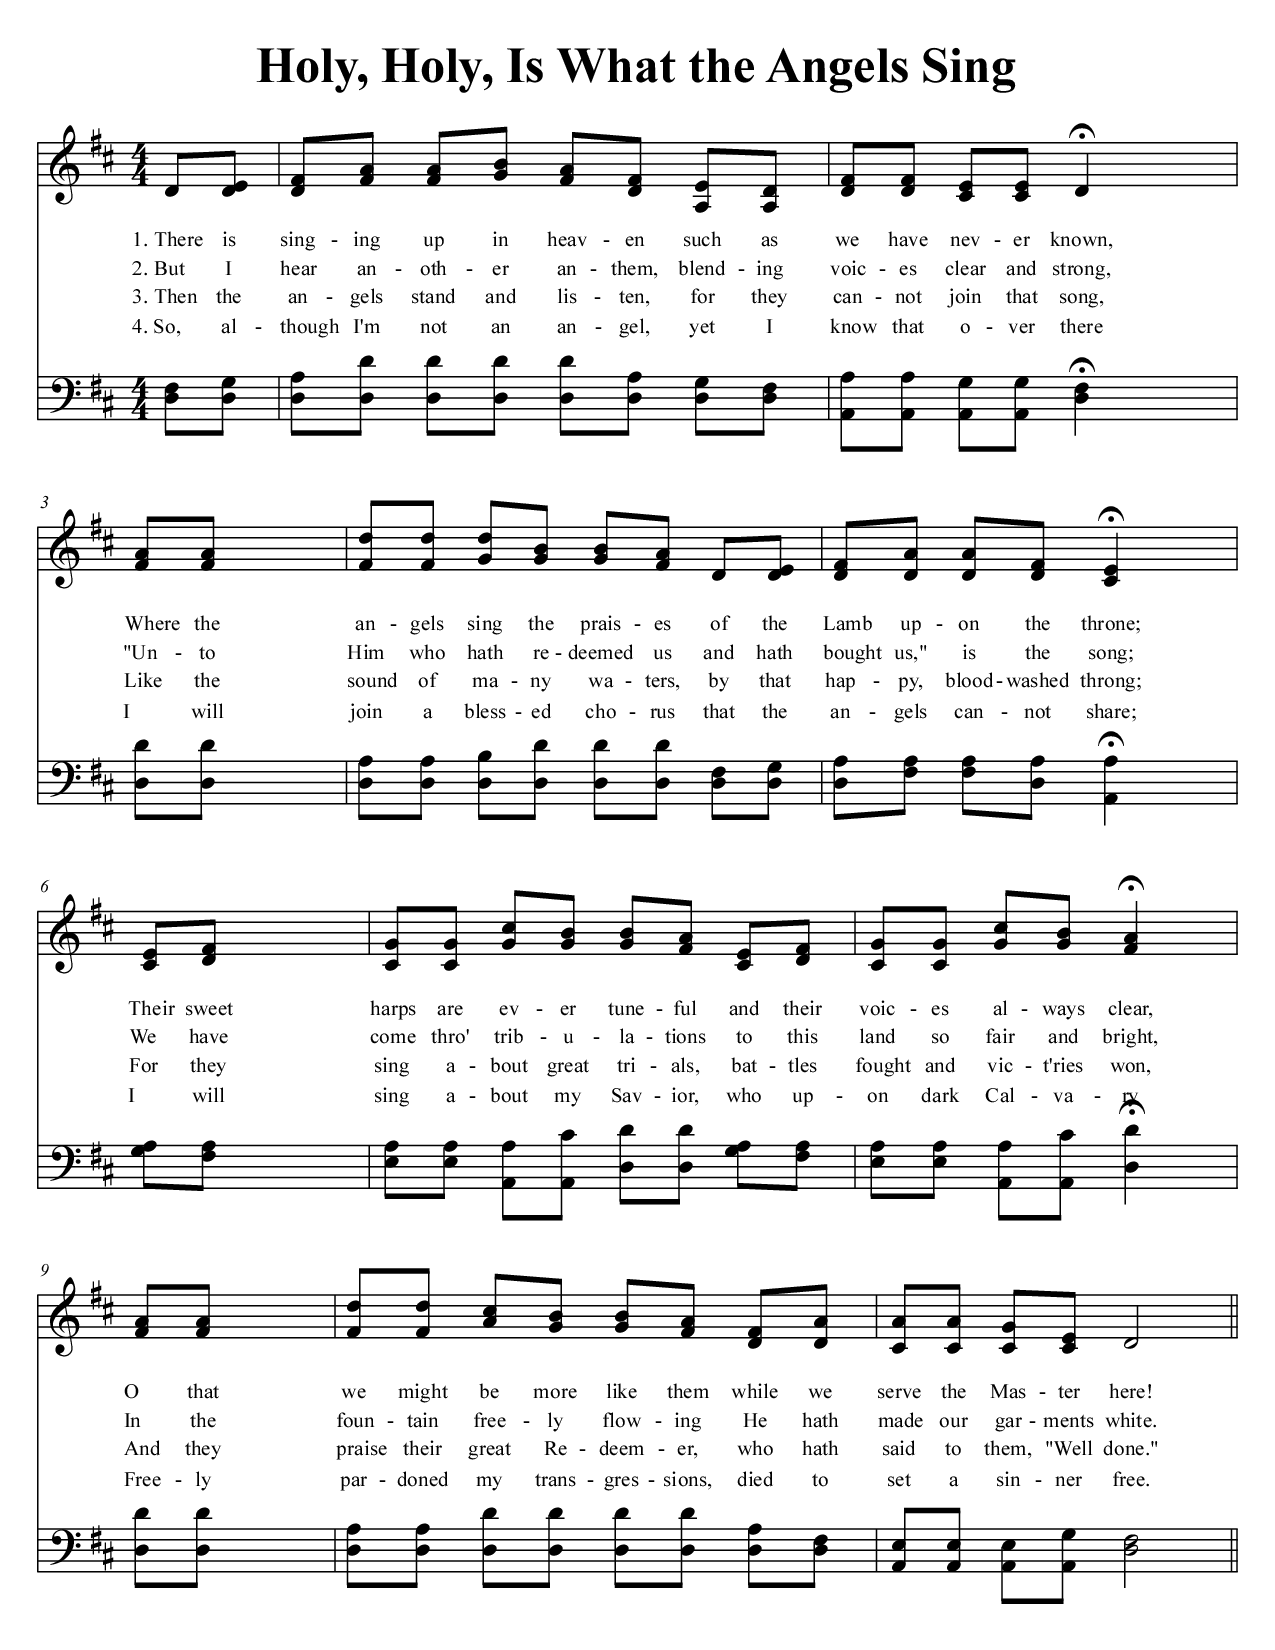 Holy, Holy, Is What the Angels Sing
4
4
1. There is sing - ing up in heav - en such as we have nev - er known,
2. But I hear an - oth - er an - them, blend - ing voic - es clear and strong,
3. Then the an - gels stand and lis - ten, for they can - not join that song,
4. So, al - though I'm not an an - gel, yet I know that o - ver there
4
4
3
Where the an - gels sing the prais - es of the Lamb up - on the throne;
"Un - to Him who hath re - deemed us and hath bought us," is the song;
Like the sound of ma - ny wa - ters, by that hap - py, blood - washed throng;
I will join a bless - ed cho - rus that the an - gels can - not share;
6
Their sweet harps are ev - er tune - ful and their voic - es al - ways clear,
We have come thro' trib - u - la - tions to this land so fair and bright,
For they sing a - bout great tri - als, bat - tles fought and vic - t'ries won,
I will sing a - bout my Sav - ior, who up - on dark Cal - va - ry
9
O that we might be more like them while we serve the Mas - ter here!
In the foun - tain free - ly flow - ing He hath made our gar - ments white.
And they praise their great Re - deem - er, who hath said to them, "Well done."
Free - ly par - doned my trans - gres - sions, died to set a sin - ner free.